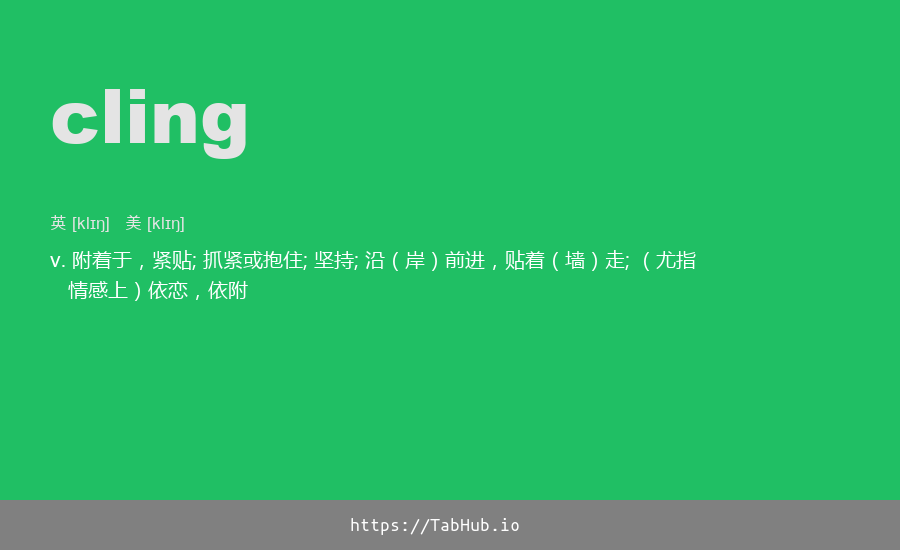 cling
英 [klɪŋ]   美 [klɪŋ]
v. 附着于，紧贴; 抓紧或抱住; 坚持; 沿（岸）前进，贴着（墙）走; （尤指
情感上）依恋，依附
https://TabHub.io